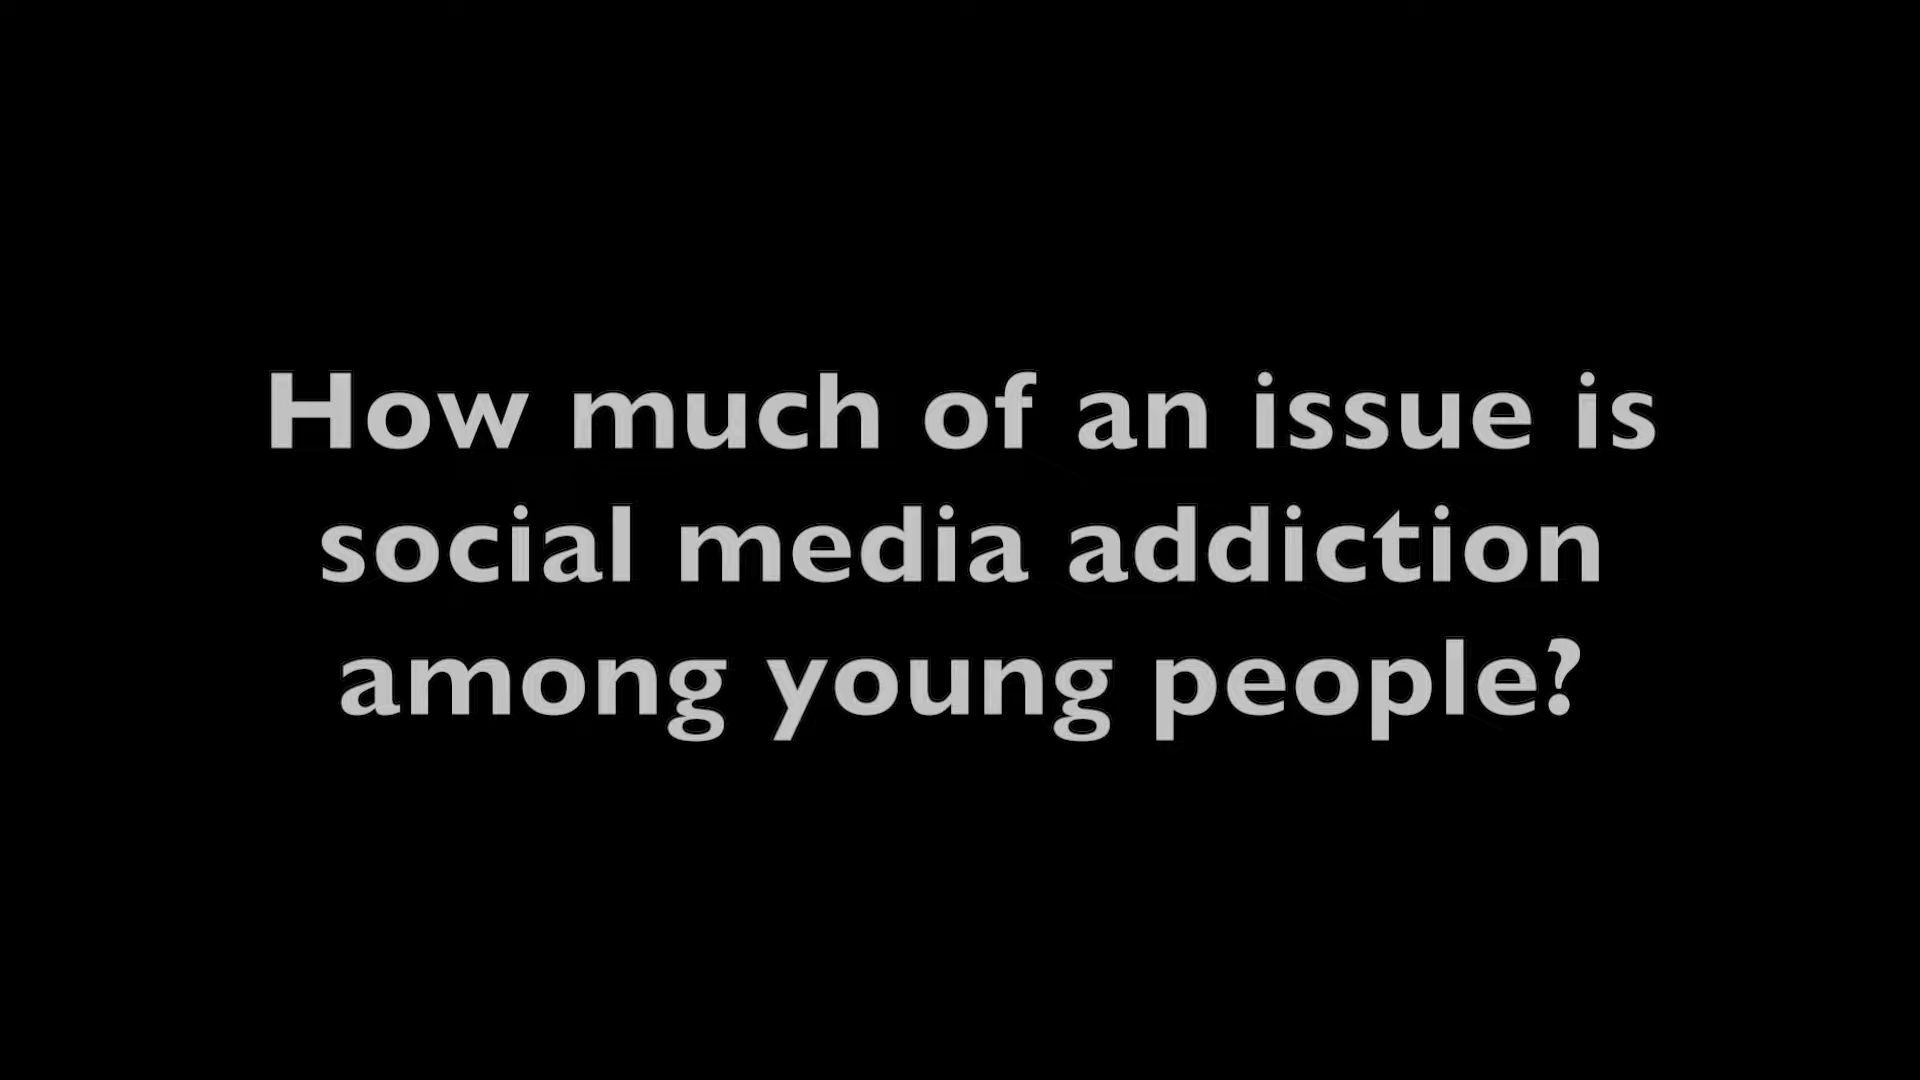 How much of an issue is
social media addiction
among young people?